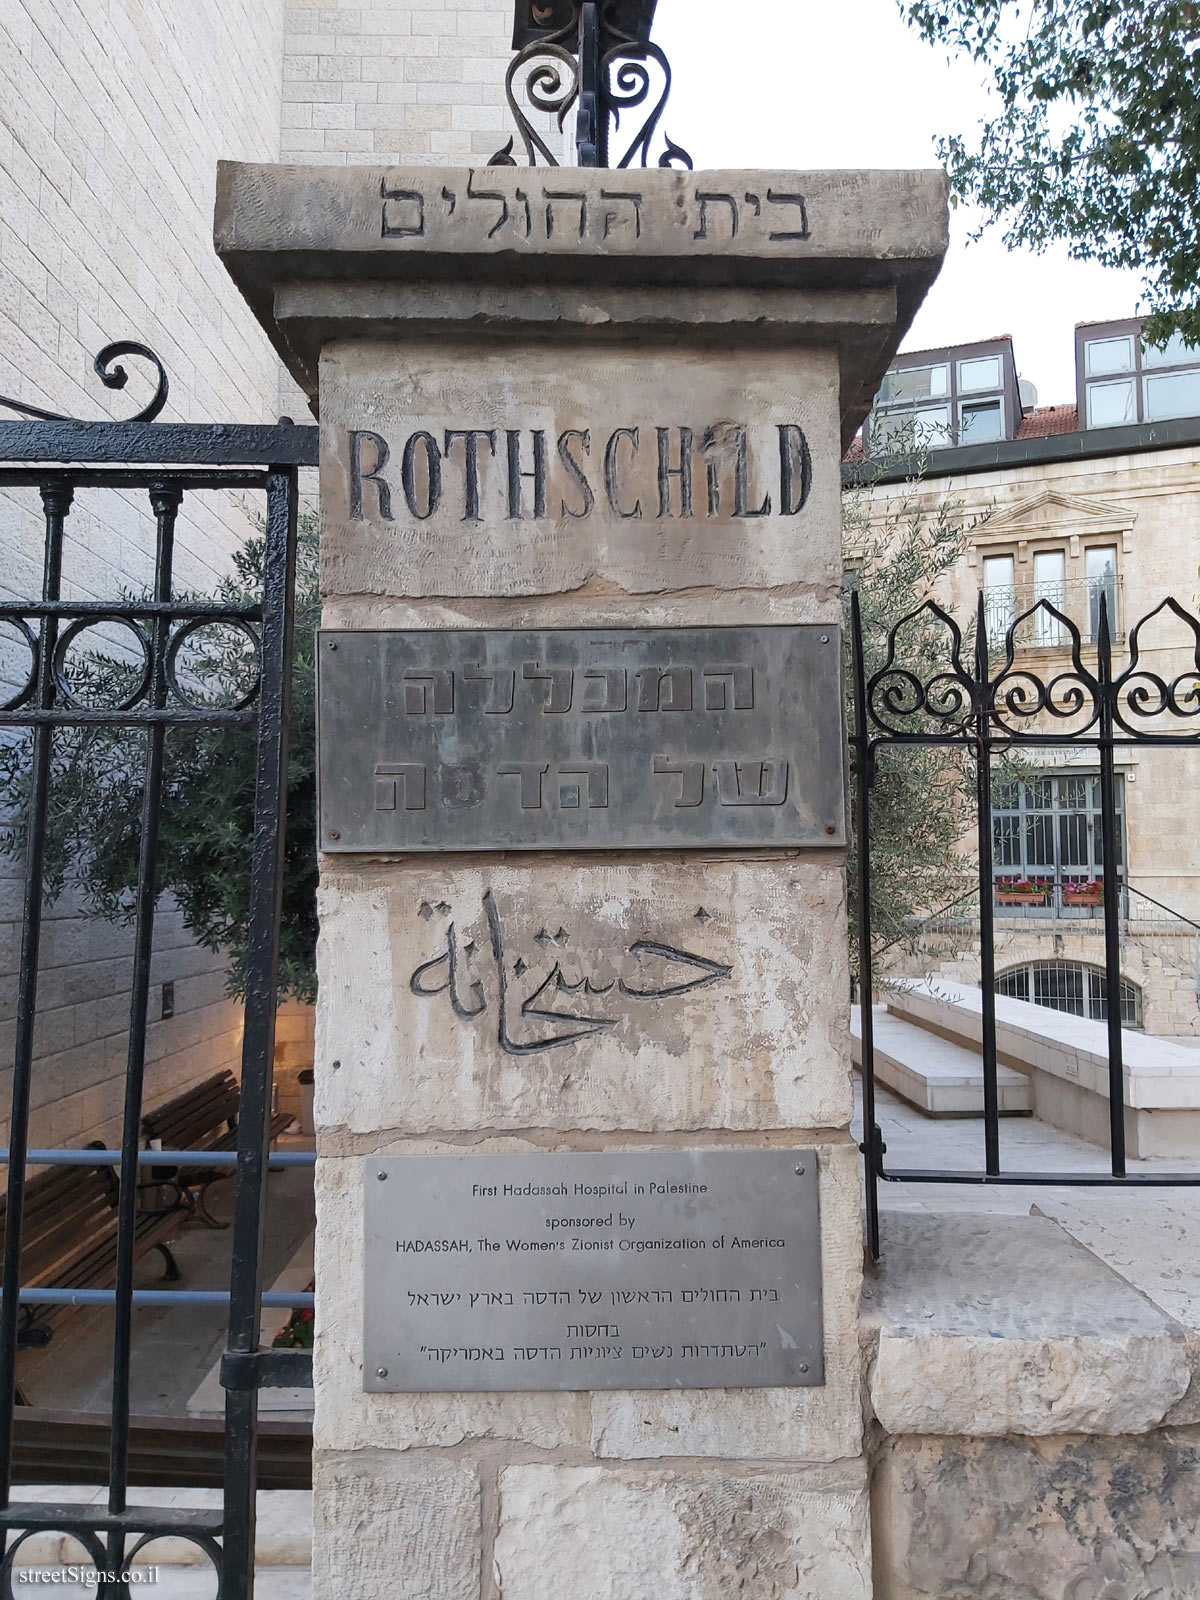 בית החולים
ROTHSCHILD
המכללה
של הדסה
خستخانة
First Hadassah Hospital in Palestine
sponsored by
HADASSAH, The Women's Zionist Organization of America
בית החולים הראשון של הדסה בארץ ישראל
בחסות
"הסתדרות נשים ציוניות הדסה באמריקה"
streetSigns.co.il